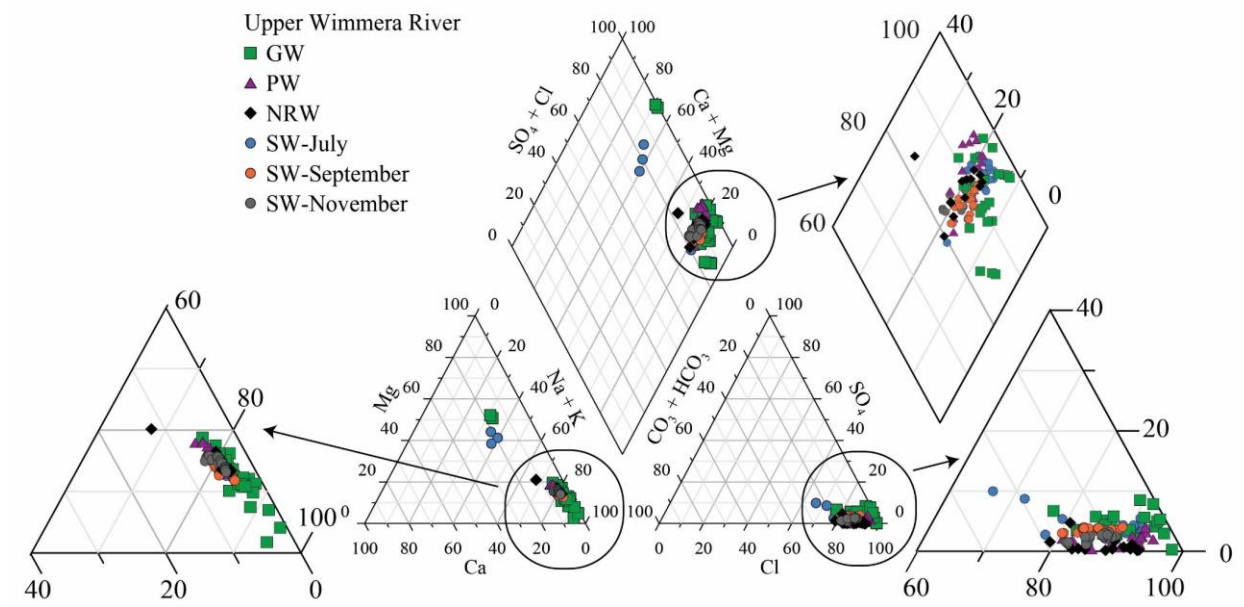 Upper Wimmera River
GW
PW
NRW
SW-July
SW-September
SW-November
100 100
80 80
60 60
40 40
20 20
0 0
SO₄ + Cl
Ca + Mg
100 40
80 20
60 0
60
80
100
40 20 0
100 0
80 20
60 40
40 60
20 80
0 100
Mg
Na + K
100 80 60 40 20 0
Ca
0 100
20 80
40 60
60 40
80 20
100 0
CO₃ + HCO₃
SO₄
0 20 40 60 80 100
Cl
40
20
0
60 80 100